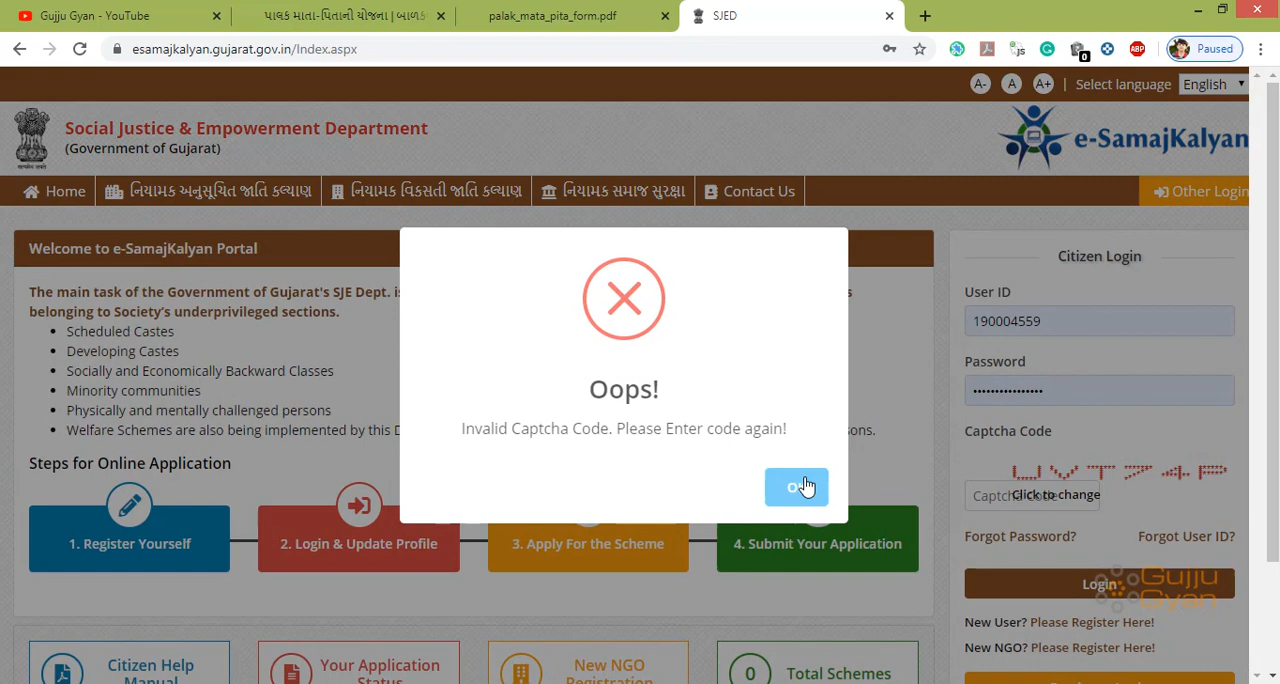 Gujju Gyan - YouTube
પાલક માતા-પિતાની યોજના | બાળક
palak_mata_pita_form.pdf
SJED
esamajkalyan.gujarat.gov.in/Index.aspx
0
ABP
Paused
A-
A
A+
| Select language
English
Social Justice & Empowerment Department
(Government of Gujarat)
e-SamajKalyan
Home
નિયામક અનુસૂચિત જાતિ કલ્યાણ
નિયામક વિકસતી જાતિ કલ્યાણ
નિયામક સમાજ સુરક્ષા
Contact Us
Other Login
Welcome to e-SamajKalyan Portal
The main task of the Government of Gujarat's SJE Dept. is
belonging to Society's underprivileged sections.
Scheduled Castes
Developing Castes
Socially and Economically Backward Classes
Minority communities
Physically and mentally challenged persons
Welfare Schemes are also being implemented by this D
Steps for Online Application
1. Register Yourself
2. Login & Update Profile
3. Apply For the Scheme
4. Submit Your Application
Citizen Help
Manual
Your Application
Status
New NGO
Registration
0
Total Schemes
Oops!
Invalid Captcha Code. Please Enter code again!
Citizen Login
User ID
190004559
Password
Captcha Code
Click to change
Forgot Password?
Forgot User ID?
Login
Gujju
Gyan
New User? Please Register Here!
New NGO? Please Register Here!